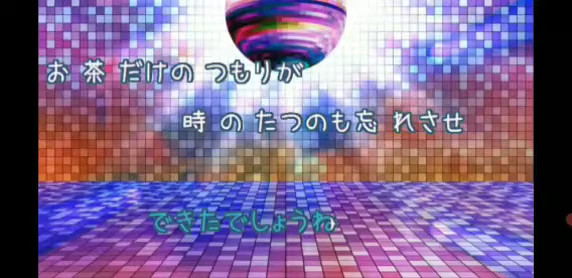 お茶だけのつもりが
時のたつのも忘れさせ
できたでしょうね